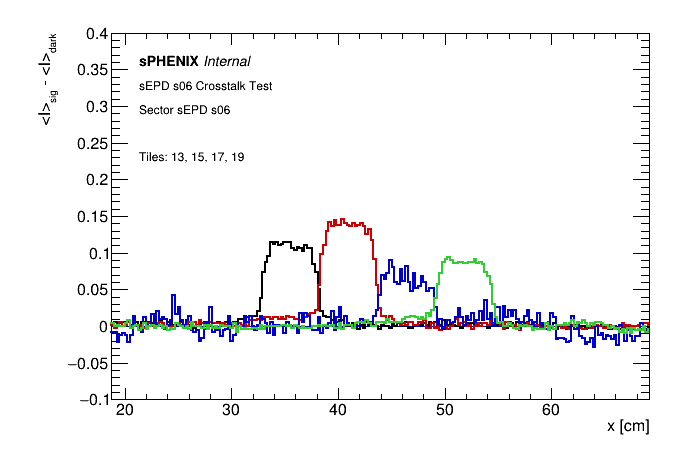 <I>sig - <I>dark
0.4
0.35
0.3
0.25
0.2
0.15
0.1
0.05
0
−0.05
−0.1
sPHENIX Internal
sEPD s06 Crosstalk Test
Sector sEPD s06
Tiles: 13, 15, 17, 19
20 30 40 50 60
x [cm]